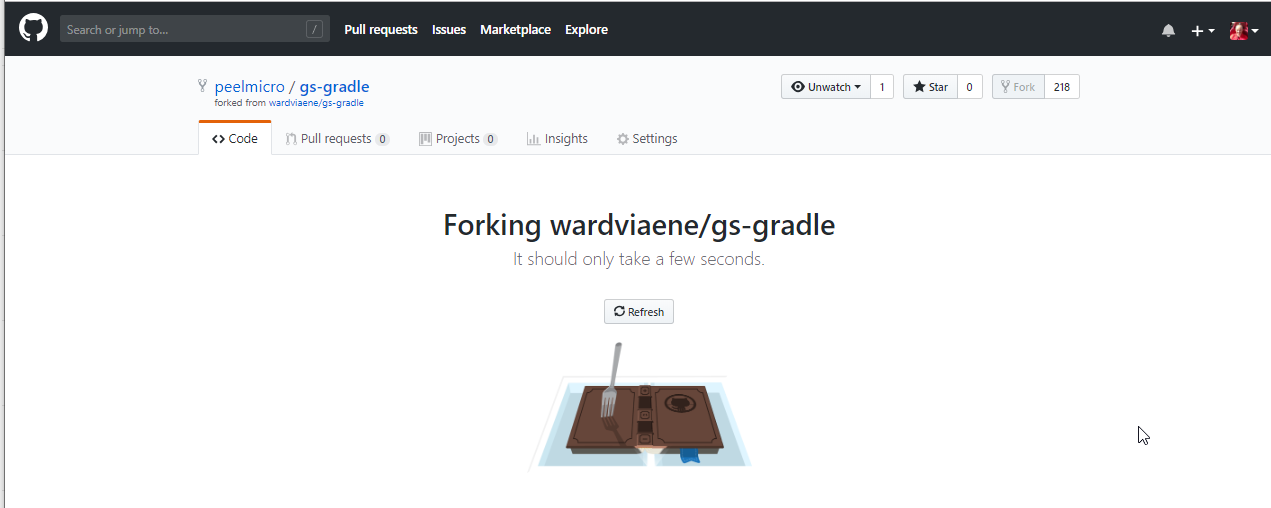 Search or jump to... /
Pull requests Issues Marketplace Explore
peelmicro / gs-gradle
Unwatch 1 Star 0 Fork 218
forked from wardviaene/gs-gradle
Code Pull requests 0 Projects 0 Insights Settings
Forking wardviaene/gs-gradle
It should only take a few seconds.
Refresh